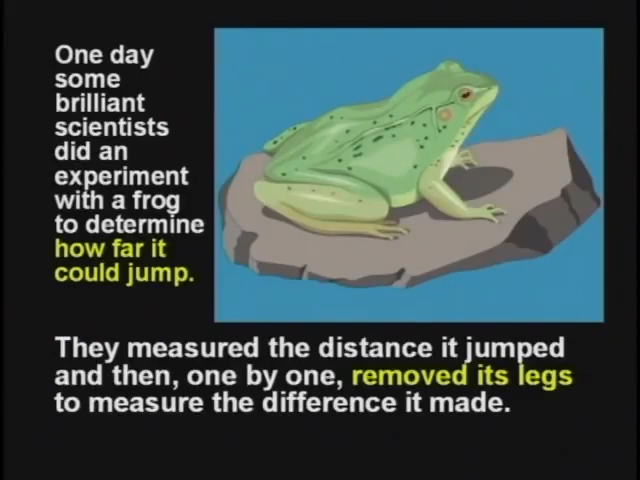 One day
some
brilliant
scientists
did an
experiment
with a frog
to determine
how far it
could jump.
They measured the distance it jumped
and then, one by one, removed its legs
to measure the difference it made.